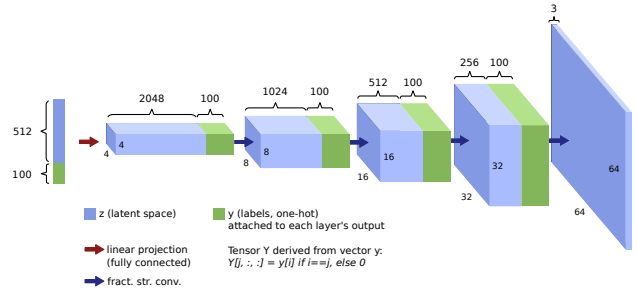 3
256 100
512 100
1024 100
2048 100
512
100
4 4
8 8
16 16
32 32
64 64
z (latent space)
y (labels, one-hot)
attached to each layer's output
linear projection
(fully connected)
Tensor Y derived from vector y:
Y[j, :, :] = y[i] if i==j, else 0
fract. str. conv.